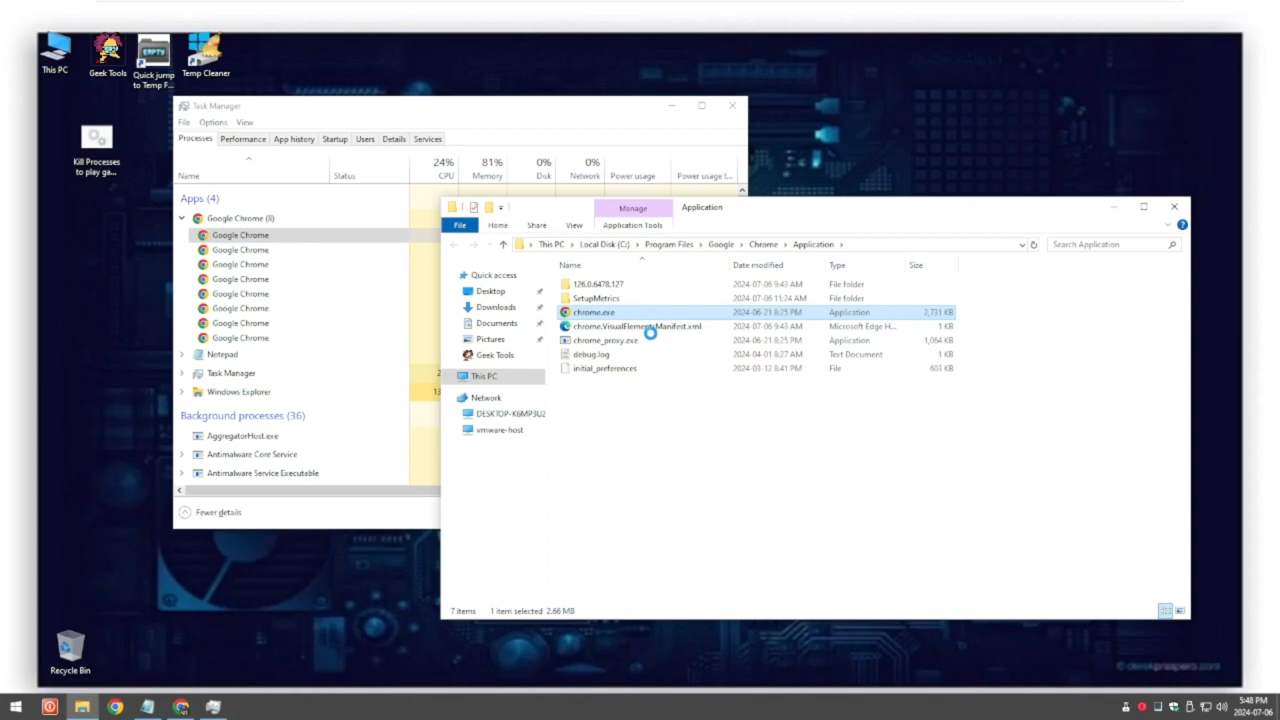 This PC
Geek Tools
Quick jump
to Temp F...
Temp Cleaner
EMPTY
Kill Processes
to play ga...
Task Manager
File Options View
Processes Performance App history Startup Users Details Services
24% 81% 0% 0%
Name Status CPU Memory Disk Network Power usage Power usage t...
Apps (4)
Google Chrome (8)
Google Chrome
Google Chrome
Google Chrome
Google Chrome
Google Chrome
Google Chrome
Google Chrome
Google Chrome
Notepad
Task Manager
Windows Explorer
Background processes (36)
AggregatorHost.exe
Antimalware Core Service
Antimalware Service Executable
Fewer details
Manage Application
File Home Share View Application Tools
This PC Local Disk (C:) Program Files Google Chrome Application
Search Application
Quick access
Desktop
Downloads
Documents
Pictures
Geek Tools
This PC
Network
DESKTOP-K6MP3U2
vmware-host
Name Date modified Type Size
126.0.6478.127 2024-07-06 9:43 AM File folder
SetupMetrics 2024-07-06 11:24 AM File folder
chrome.exe 2024-06-21 8:25 PM Application 2,731 KB
chrome.VisualElementsManifest.xml 2024-07-06 9:43 AM Microsoft Edge H... 1 KB
chrome_proxy.exe 2024-06-21 8:25 PM Application 1,064 KB
debug.log 2024-04-01 8:27 AM Text Document 1 KB
initial_preferences 2024-03-12 8:41 PM File 603 KB
7 items 1 item selected 2.66 MB
Recycle Bin
5:48 PM
2024-07-06